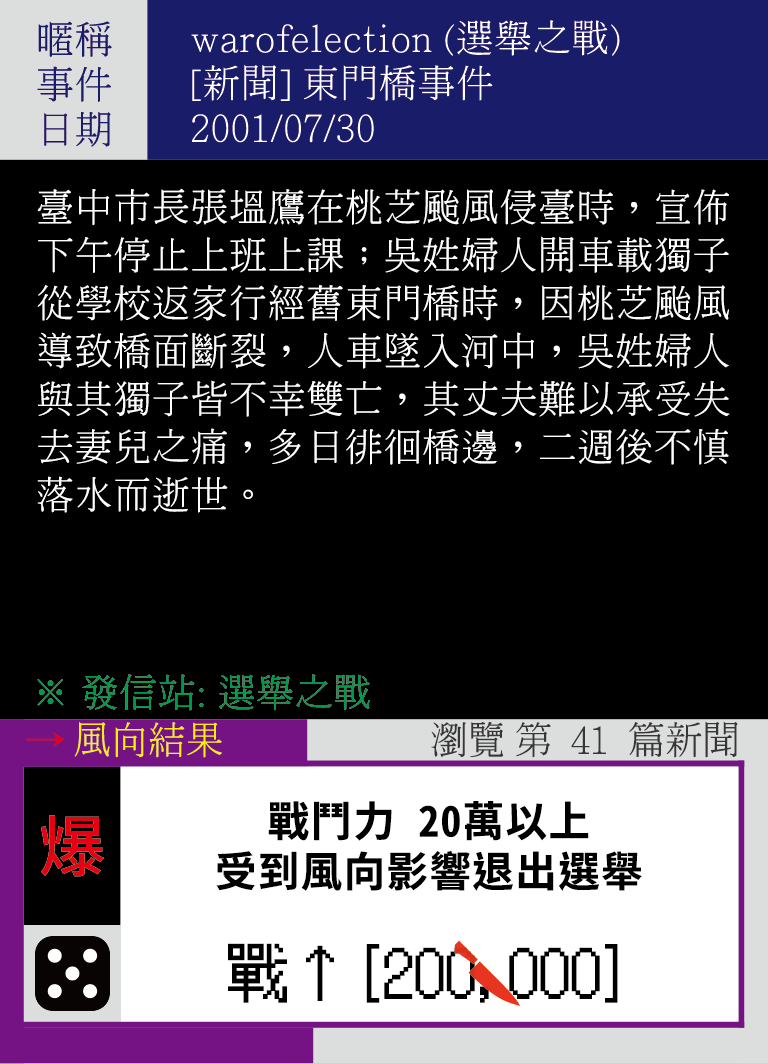 暱稱 warofelection (選舉之戰)
事件 [新聞] 東門橋事件
日期 2001/07/30
臺中市長張塭鷹在桃芝颱風侵臺時，宣佈
下午停止上班上課；吳姓婦人開車載獨子
從學校返家行經舊東門橋時，因桃芝颱風
導致橋面斷裂，人車墜入河中，吳姓婦人
與其獨子皆不幸雙亡，其丈夫難以承受失
去妻兒之痛，多日徘徊橋邊，二週後不慎
落水而逝世。
※ 發信站: 選舉之戰
→ 風向結果 瀏覽 第 41 篇新聞
爆
戰鬥力 20萬以上
受到風向影響退出選舉
戰↑[200,000]